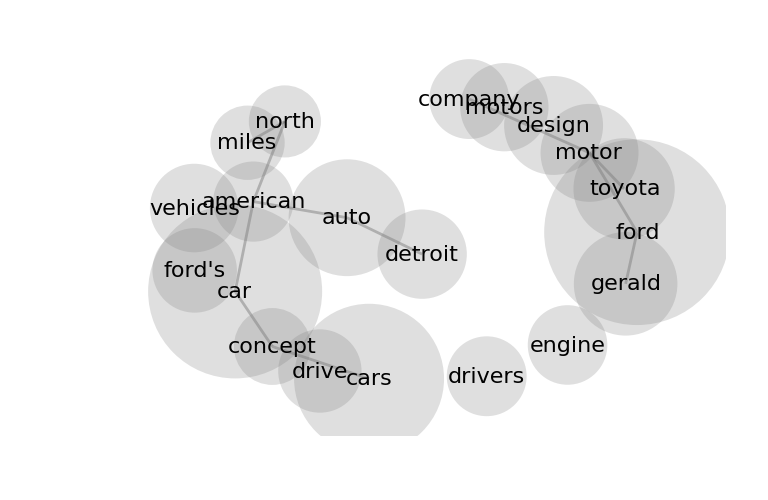 company
motors
north
design
miles
motor
toyota
american
vehicles
auto
ford
detroit
ford's
gerald
car
concept
engine
drive
cars
drivers